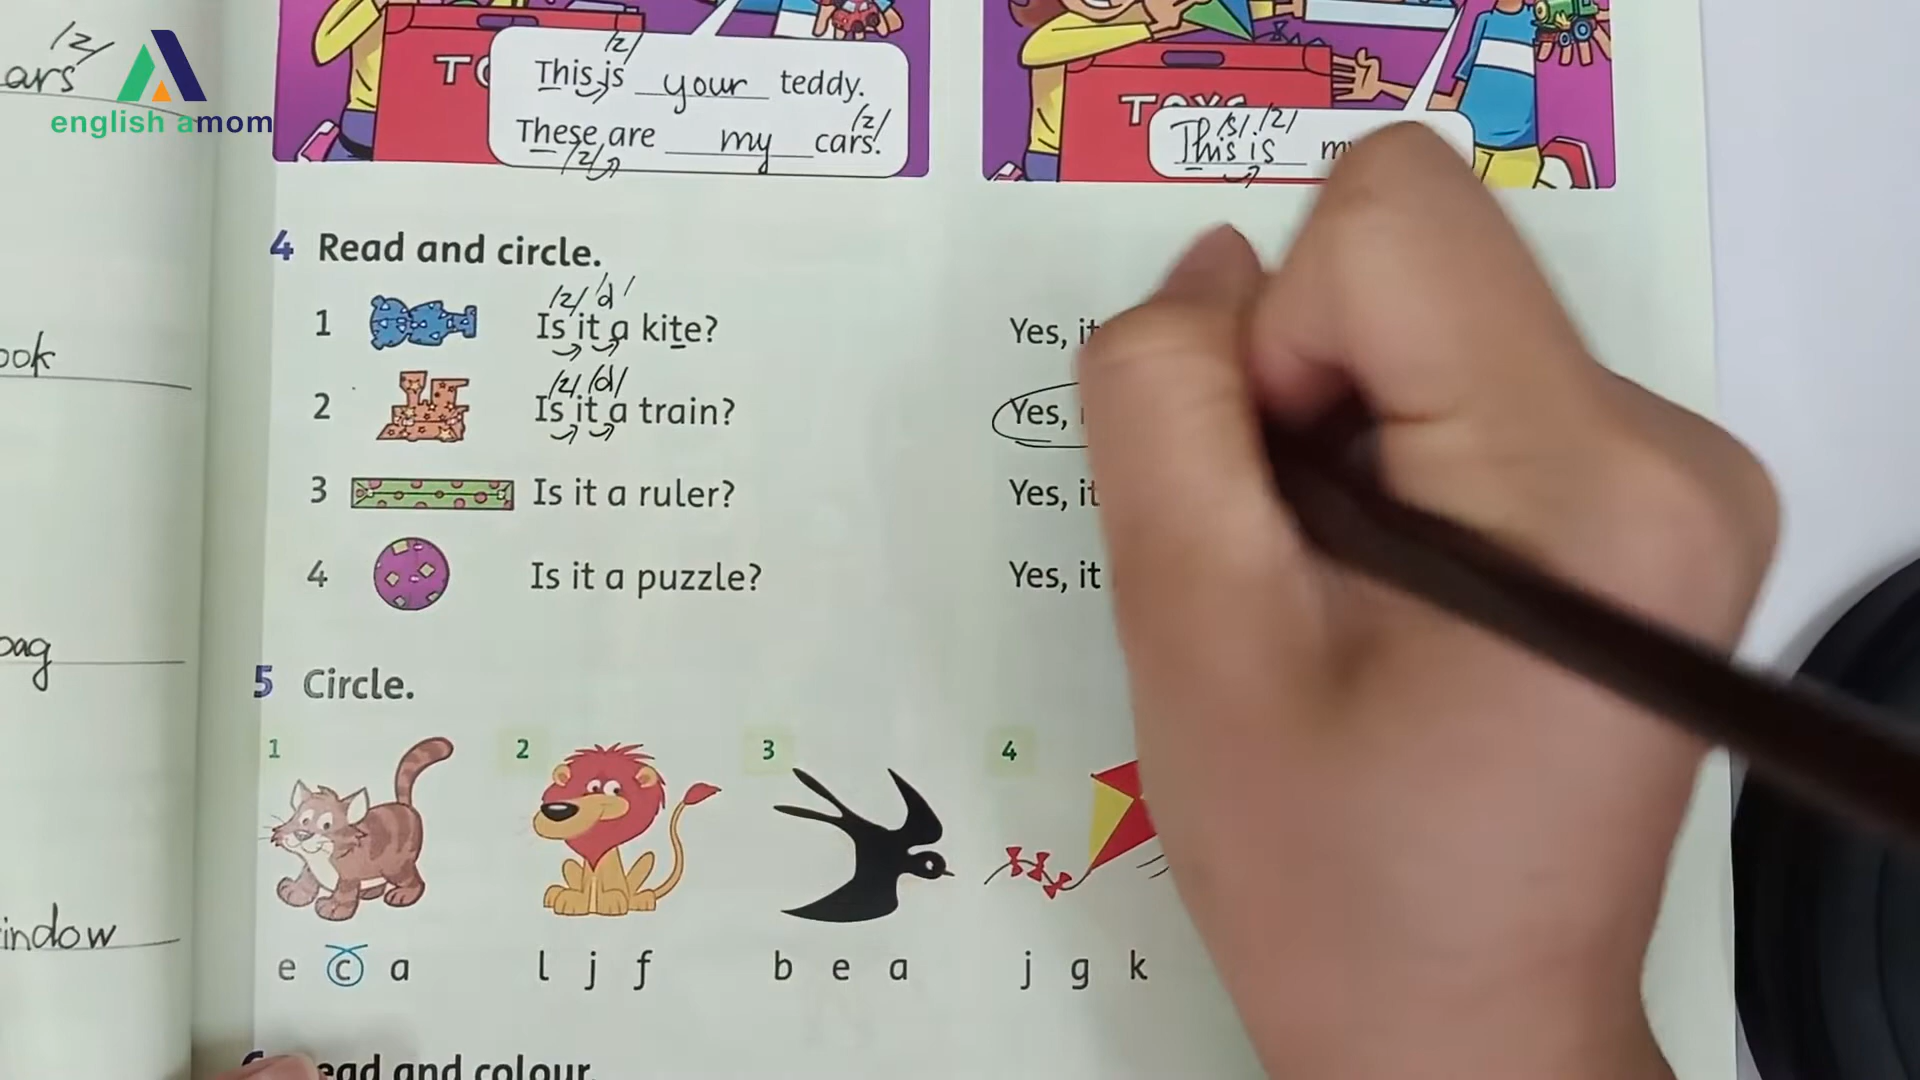 /z/
ars
english amom
/z/
This is your teddy.
These are my cars.
/z/
/z/
TOYS
/s/ /z/
This is
4 Read and circle.
/z/ /d/
1 Is it a kite? Yes, it
/z/ /d/
2 Is it a train? Yes,
3 Is it a ruler? Yes, it
4 Is it a puzzle? Yes, it
5 Circle.
1 2 3 4
e c a l j f b e a j g k
ook
bag
indow
ead and colour.